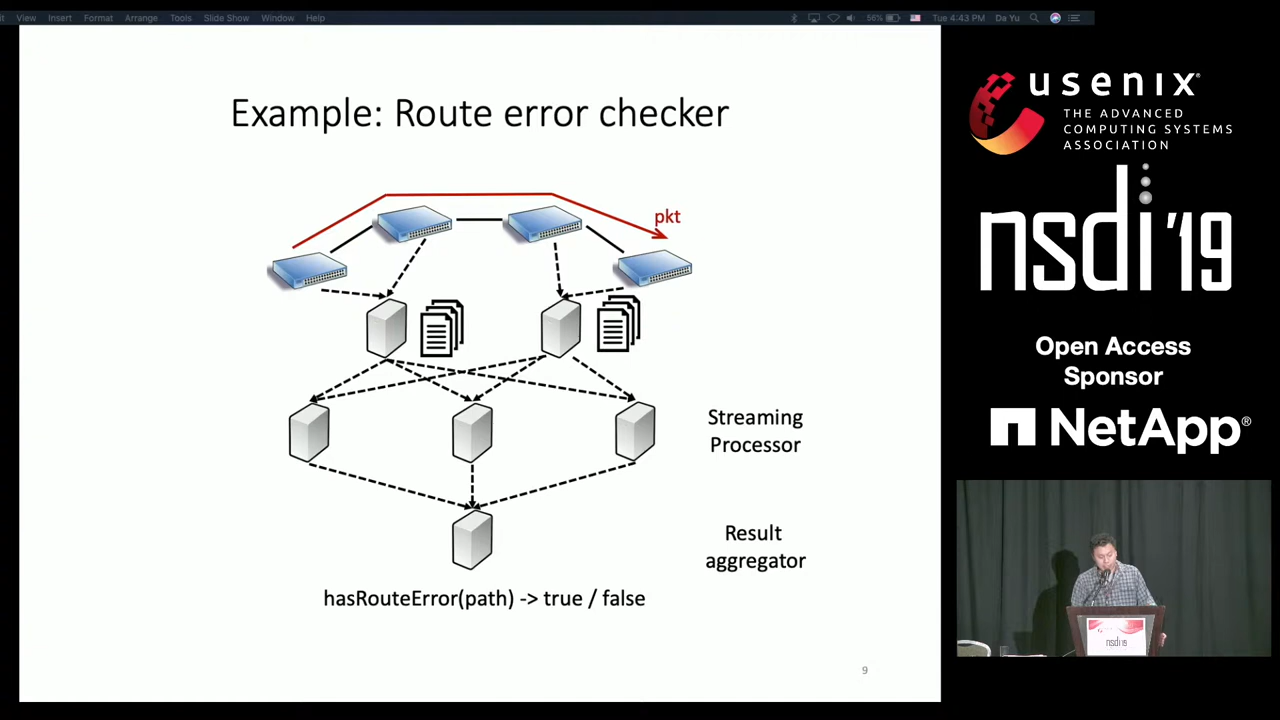 View Insert Format Arrange Tools Slide Show Window Help
56% Tue 4:43 PM Da Yu
Example: Route error checker
pkt
Streaming
Processor
Result
aggregator
hasRouteError(path) -> true / false
9
usenix®
THE ADVANCED
COMPUTING SYSTEMS
ASSOCIATION
nsdi '19
Open Access
Sponsor
NetApp®
nsdi19